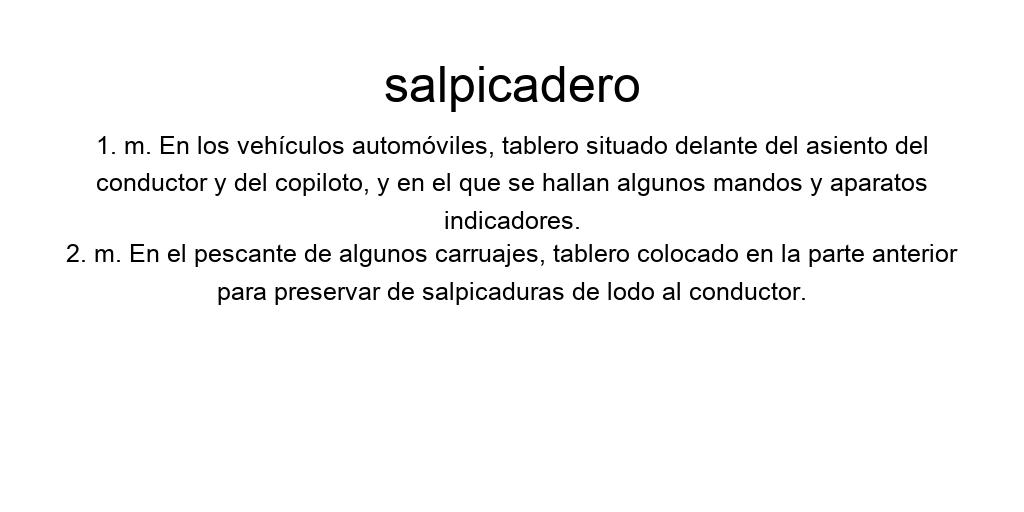 salpicadero
1. m. En los vehículos automóviles, tablero situado delante del asiento del
conductor y del copiloto, y en el que se hallan algunos mandos y aparatos
indicadores.
2. m. En el pescante de algunos carruajes, tablero colocado en la parte anterior
para preservar de salpicaduras de lodo al conductor.